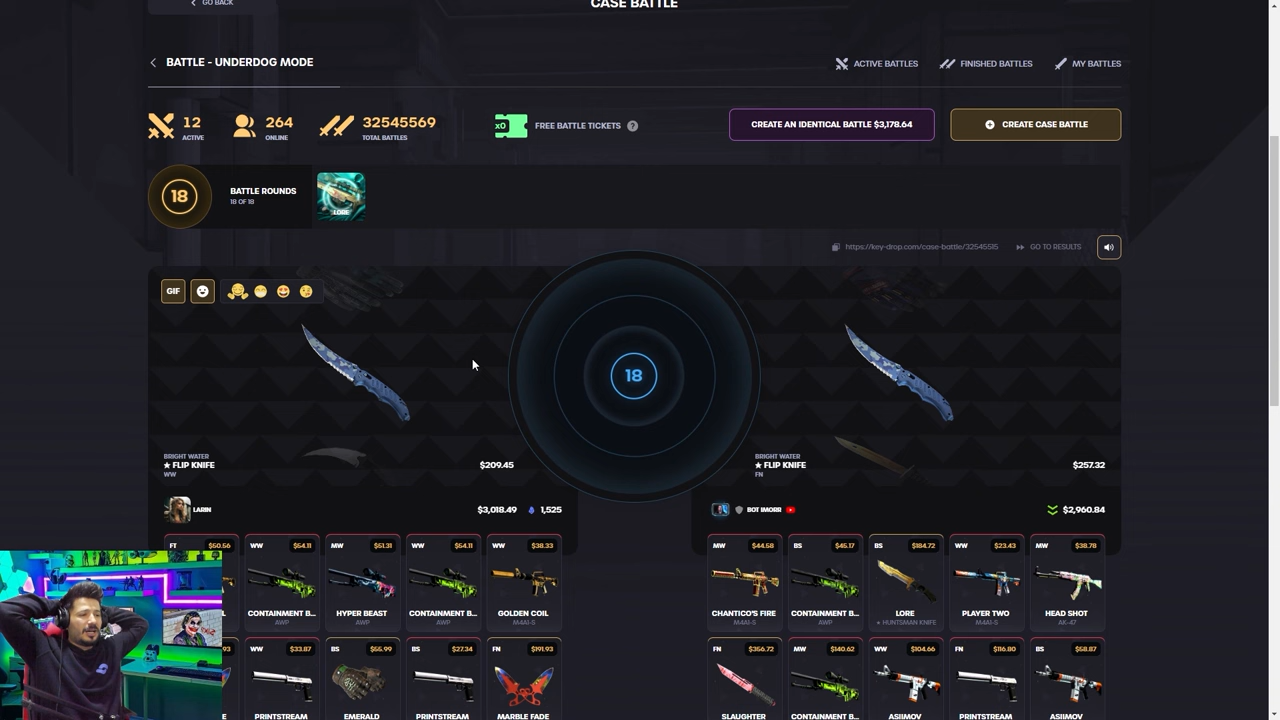 GO BACK
CASE BATTLE
BATTLE - UNDERDOG MODE
ACTIVE BATTLES
FINISHED BATTLES
MY BATTLES
12
ACTIVE
264
ONLINE
32545569
TOTAL BATTLES
x0
FREE BATTLE TICKETS ?
CREATE AN IDENTICAL BATTLE $3,178.64
CREATE CASE BATTLE
18
BATTLE ROUNDS
18 OF 18
LORE
https://key-drop.com/case-battle/32545515
GO TO RESULTS
GIF
18
BRIGHT WATER
★ FLIP KNIFE
WW
$209.45
BRIGHT WATER
★ FLIP KNIFE
FN
$257.32
LARIN
$3,018.49
1,525
BOT IMORR
$2,960.84
FT $50.56
WW $54.11
MW $51.31
WW $54.11
WW $38.33
CONTAINMENT B...
AWP
HYPER BEAST
AWP
CONTAINMENT B...
AWP
GOLDEN COIL
M4A1-S
MW $44.58
BS $45.17
BS $184.72
WW $23.43
MW $38.78
CHANTICO'S FIRE
M4A1-S
CONTAINMENT B...
AWP
LORE
★ HUNTSMAN KNIFE
PLAYER TWO
M4A1-S
HEAD SHOT
AK-47
WW $33.87
BS $55.99
BS $27.34
FN $191.93
PRINTSTREAM
EMERALD
PRINTSTREAM
MARBLE FADE
FN $356.72
MW $140.62
WW $104.66
FN $116.80
BS $58.87
SLAUGHTER
CONTAINMENT B...
ASIIMOV
PRINTSTREAM
ASIIMOV